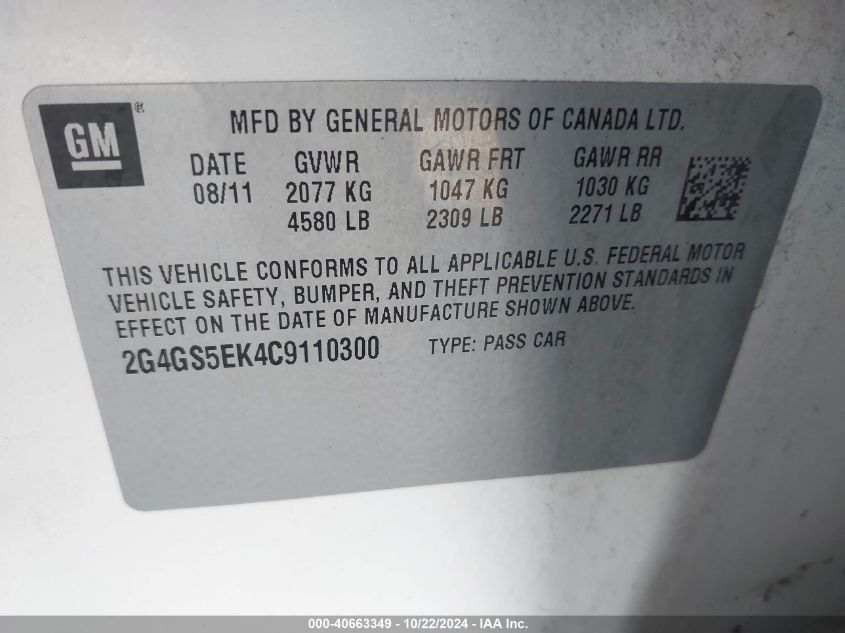 GM ®
MFD BY GENERAL MOTORS OF CANADA LTD.
DATE GVWR GAWR FRT GAWR RR
08/11 2077 KG 1047 KG 1030 KG
4580 LB 2309 LB 2271 LB
THIS VEHICLE CONFORMS TO ALL APPLICABLE U.S. FEDERAL MOTOR
VEHICLE SAFETY, BUMPER, AND THEFT PREVENTION STANDARDS IN
EFFECT ON THE DATE OF MANUFACTURE SHOWN ABOVE.
2G4GS5EK4C9110300 TYPE: PASS CAR
000-40663349 - 10/22/2024 - IAA Inc.